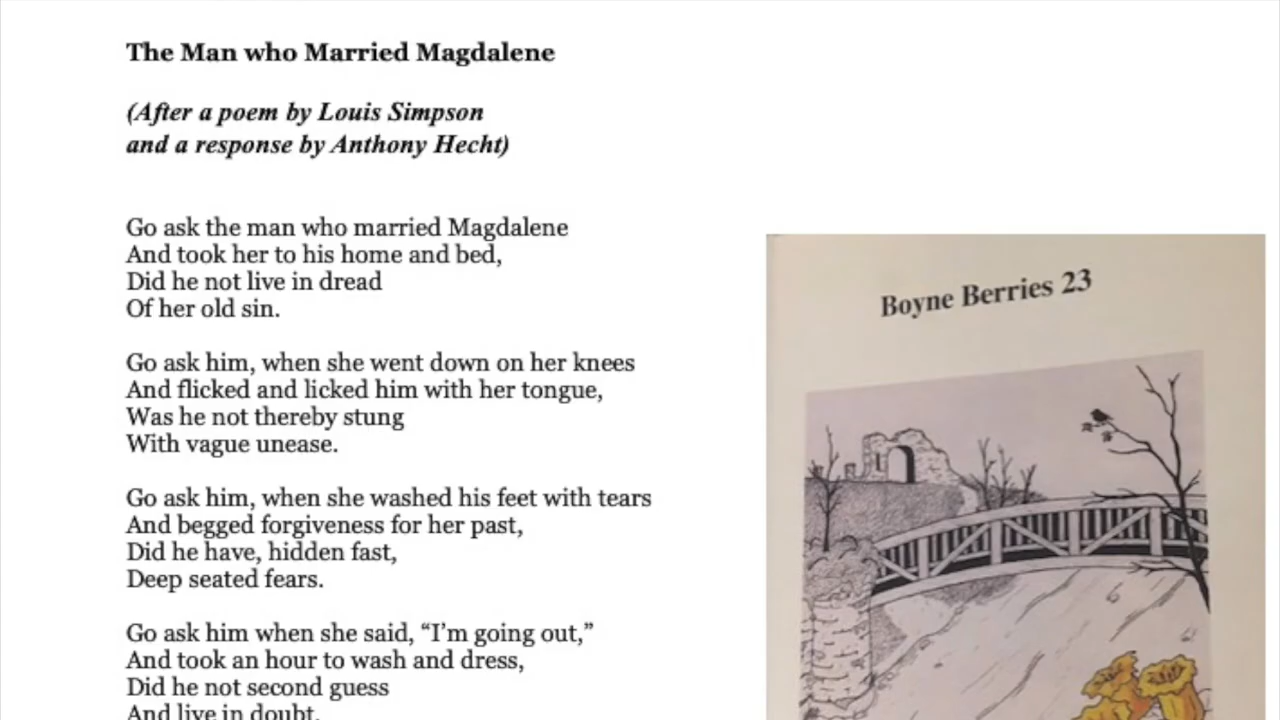 The Man who Married Magdalene
(After a poem by Louis Simpson
and a response by Anthony Hecht)
Go ask the man who married Magdalene
And took her to his home and bed,
Did he not live in dread
Of her old sin.
Go ask him, when she went down on her knees
And flicked and licked him with her tongue,
Was he not thereby stung
With vague unease.
Go ask him, when she washed his feet with tears
And begged forgiveness for her past,
Did he have, hidden fast,
Deep seated fears.
Go ask him when she said, “I’m going out,”
And took an hour to wash and dress,
Did he not second guess
And live in doubt.
Boyne Berries 23